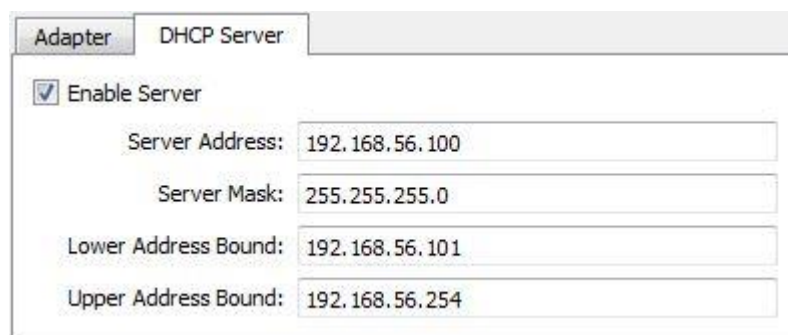 Adapter DHCP Server
Enable Server
Server Address: 192.168.56.100
Server Mask: 255.255.255.0
Lower Address Bound: 192.168.56.101
Upper Address Bound: 192.168.56.254